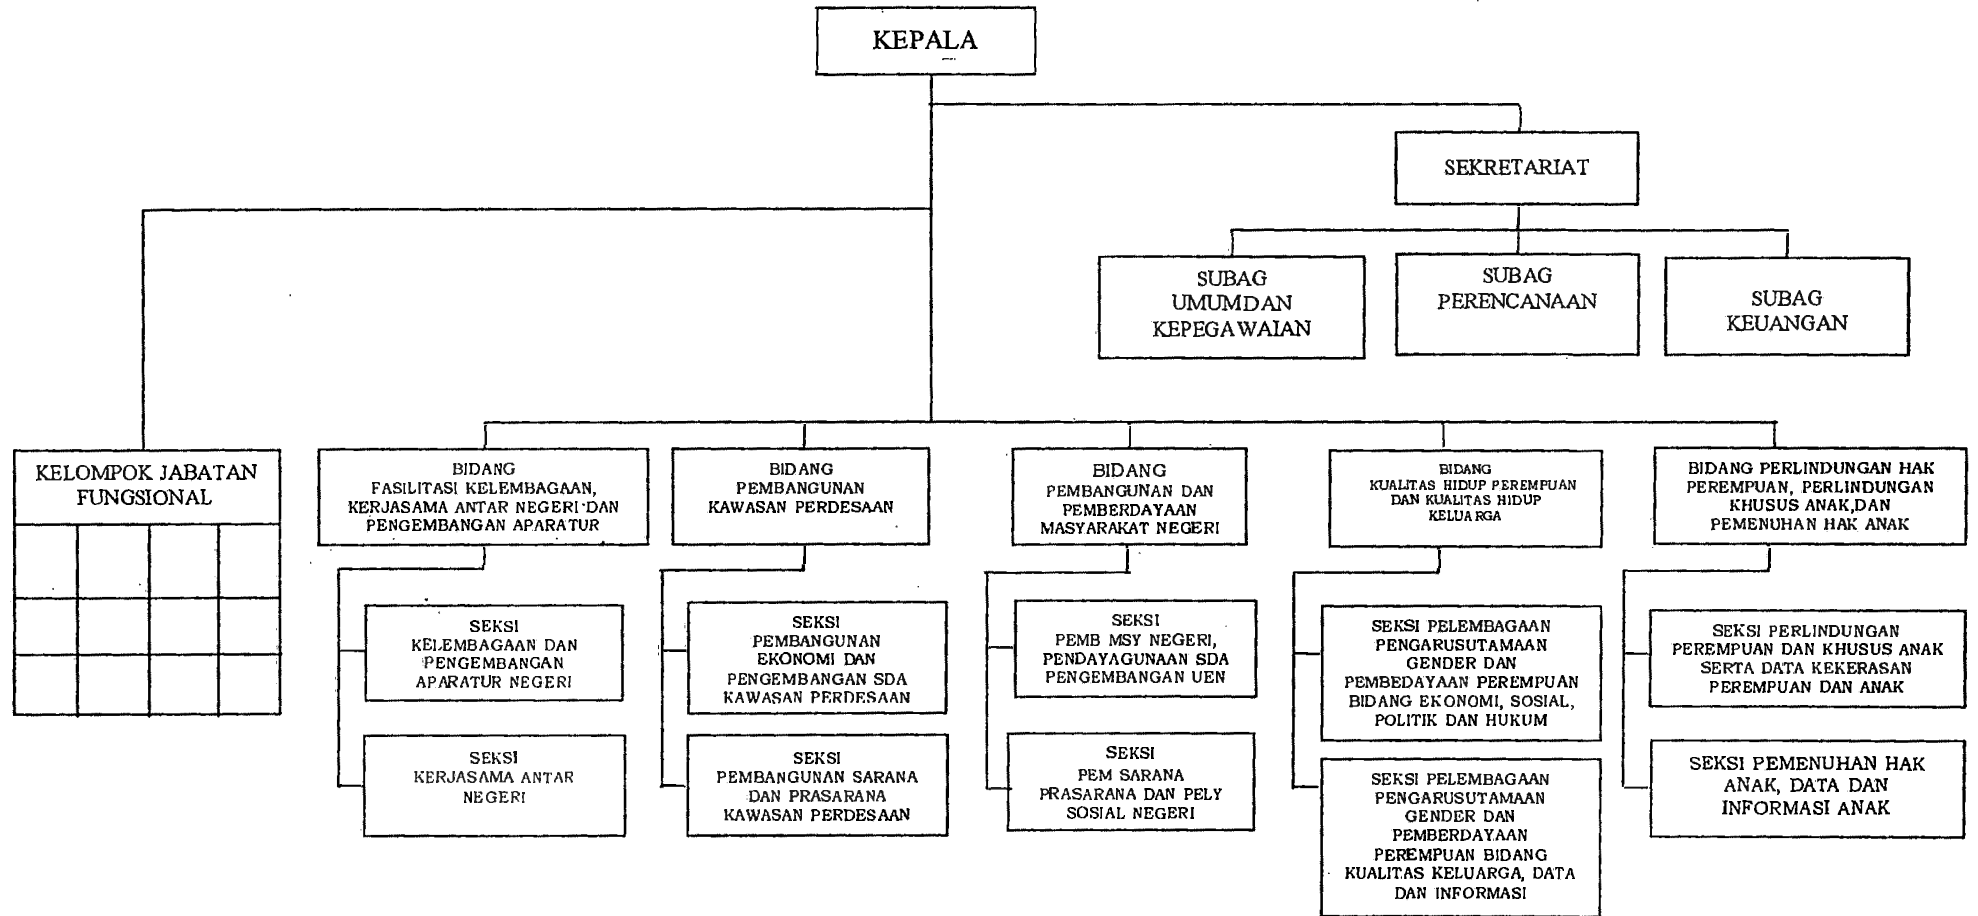 KEPALA
SEKRETARIAT
SUBAG
UMUM DAN
KEPEGAWAIAN
SUBAG
PERENCANAAN
SUBAG
KEUANGAN
KELOMPOK JABATAN
FUNGSIONAL
BIDANG
FASILITASI KELEMBAGAAN,
KERJASAMA ANTAR NEGERI DAN
PENGEMBANGAN APARATUR
SEKSI
KELEMBAGAAN DAN
PENGEMBANGAN
APARATUR NEGERI
SEKSI
KERJASAMA ANTAR
NEGERI
BIDANG
PEMBANGUNAN
KAWASAN PERDESAAN
SEKSI
PEMBANGUNAN
EKONOMI DAN
PENGEMBANGAN SDA
KAWASAN PERDESAAN
SEKSI
PEMBANGUNAN SARANA
DAN PRASARANA
KAWASAN PERDESAAN
BIDANG
PEMBANGUNAN DAN
PEMBERDAYAAN
MASYARAKAT NEGERI
SEKSI
PEMB MSY NEGERI,
PENDAYAGUNAAN SDA
PENGEMBANGAN UEN
SEKSI
PEM SARANA
PRASARANA DAN PELY
SOSIAL NEGERI
BIDANG
KUALITAS HIDUP PEREMPUAN
DAN KUALITAS HIDUP
KELUARGA
SEKSI PELEMBAGAAN
PENGARUSUTAMAAN
GENDER DAN
PEMBEDAYAAN PEREMPUAN
BIDANG EKONOMI, SOSIAL,
POLITIK DAN HUKUM
SEKSI PELEMBAGAAN
PENGARUSUTAMAAN
GENDER DAN
PEMBERDAYAAN
PEREMPUAN BIDANG
KUALITAS KELUARGA, DATA
DAN INFORMASI
BIDANG PERLINDUNGAN HAK
PEREMPUAN, PERLINDUNGAN
KHUSUS ANAK,DAN
PEMENUHAN HAK ANAK
SEKSI PERLINDUNGAN
PEREMPUAN DAN KHUSUS ANAK
SERTA DATA KEKERASAN
PEREMPUAN DAN ANAK
SEKSI PEMENUHAN HAK
ANAK, DATA DAN
INFORMASI ANAK